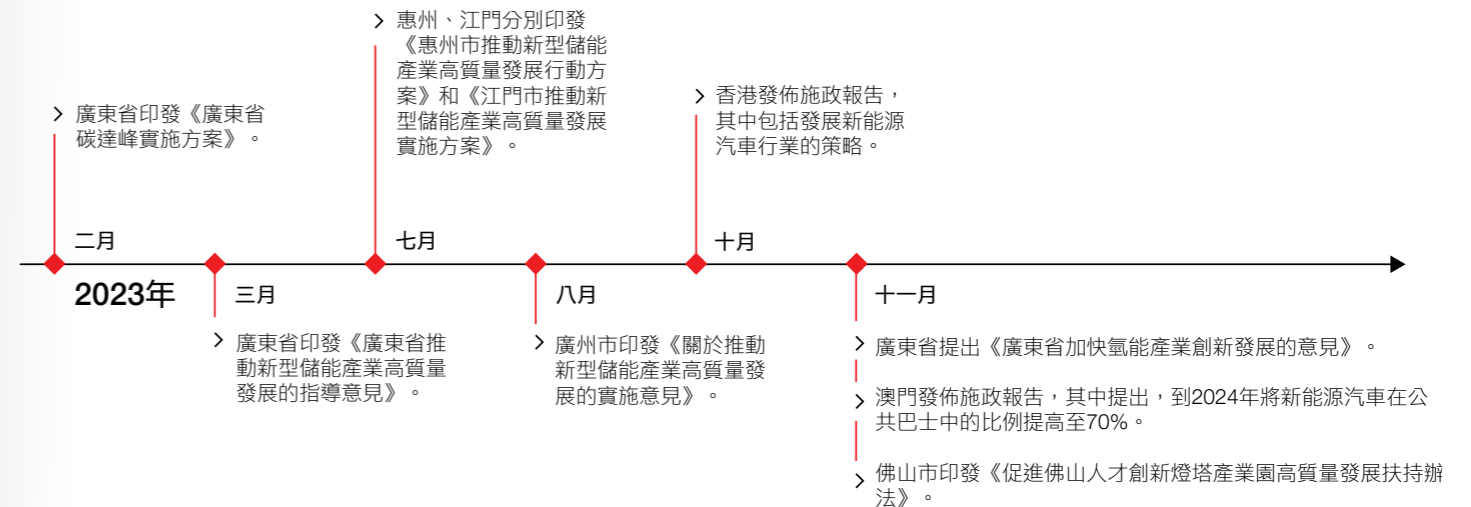 惠州、江門分別印發
《惠州市推動新型儲能
產業高質量發展行動方
案》和《江門市推動新
型儲能產業高質量發展
實施方案》。
廣東省印發《廣東省
碳達峰實施方案》。
香港發佈施政報告，
其中包括發展新能源
汽車行業的策略。
二月
七月
十月
2023年
三月
八月
十一月
廣東省印發《廣東省推
動新型儲能產業高質量
發展的指導意見》。
廣州市印發《關於推動
新型儲能產業高質量發
展的實施意見》。
廣東省提出《廣東省加快氫能產業創新發展的意見》。
澳門發佈施政報告，其中提出，到2024年將新能源汽車在公
共巴士中的比例提高至70%。
佛山市印發《促進佛山人才創新燈塔產業園高質量發展扶持辦
法》。